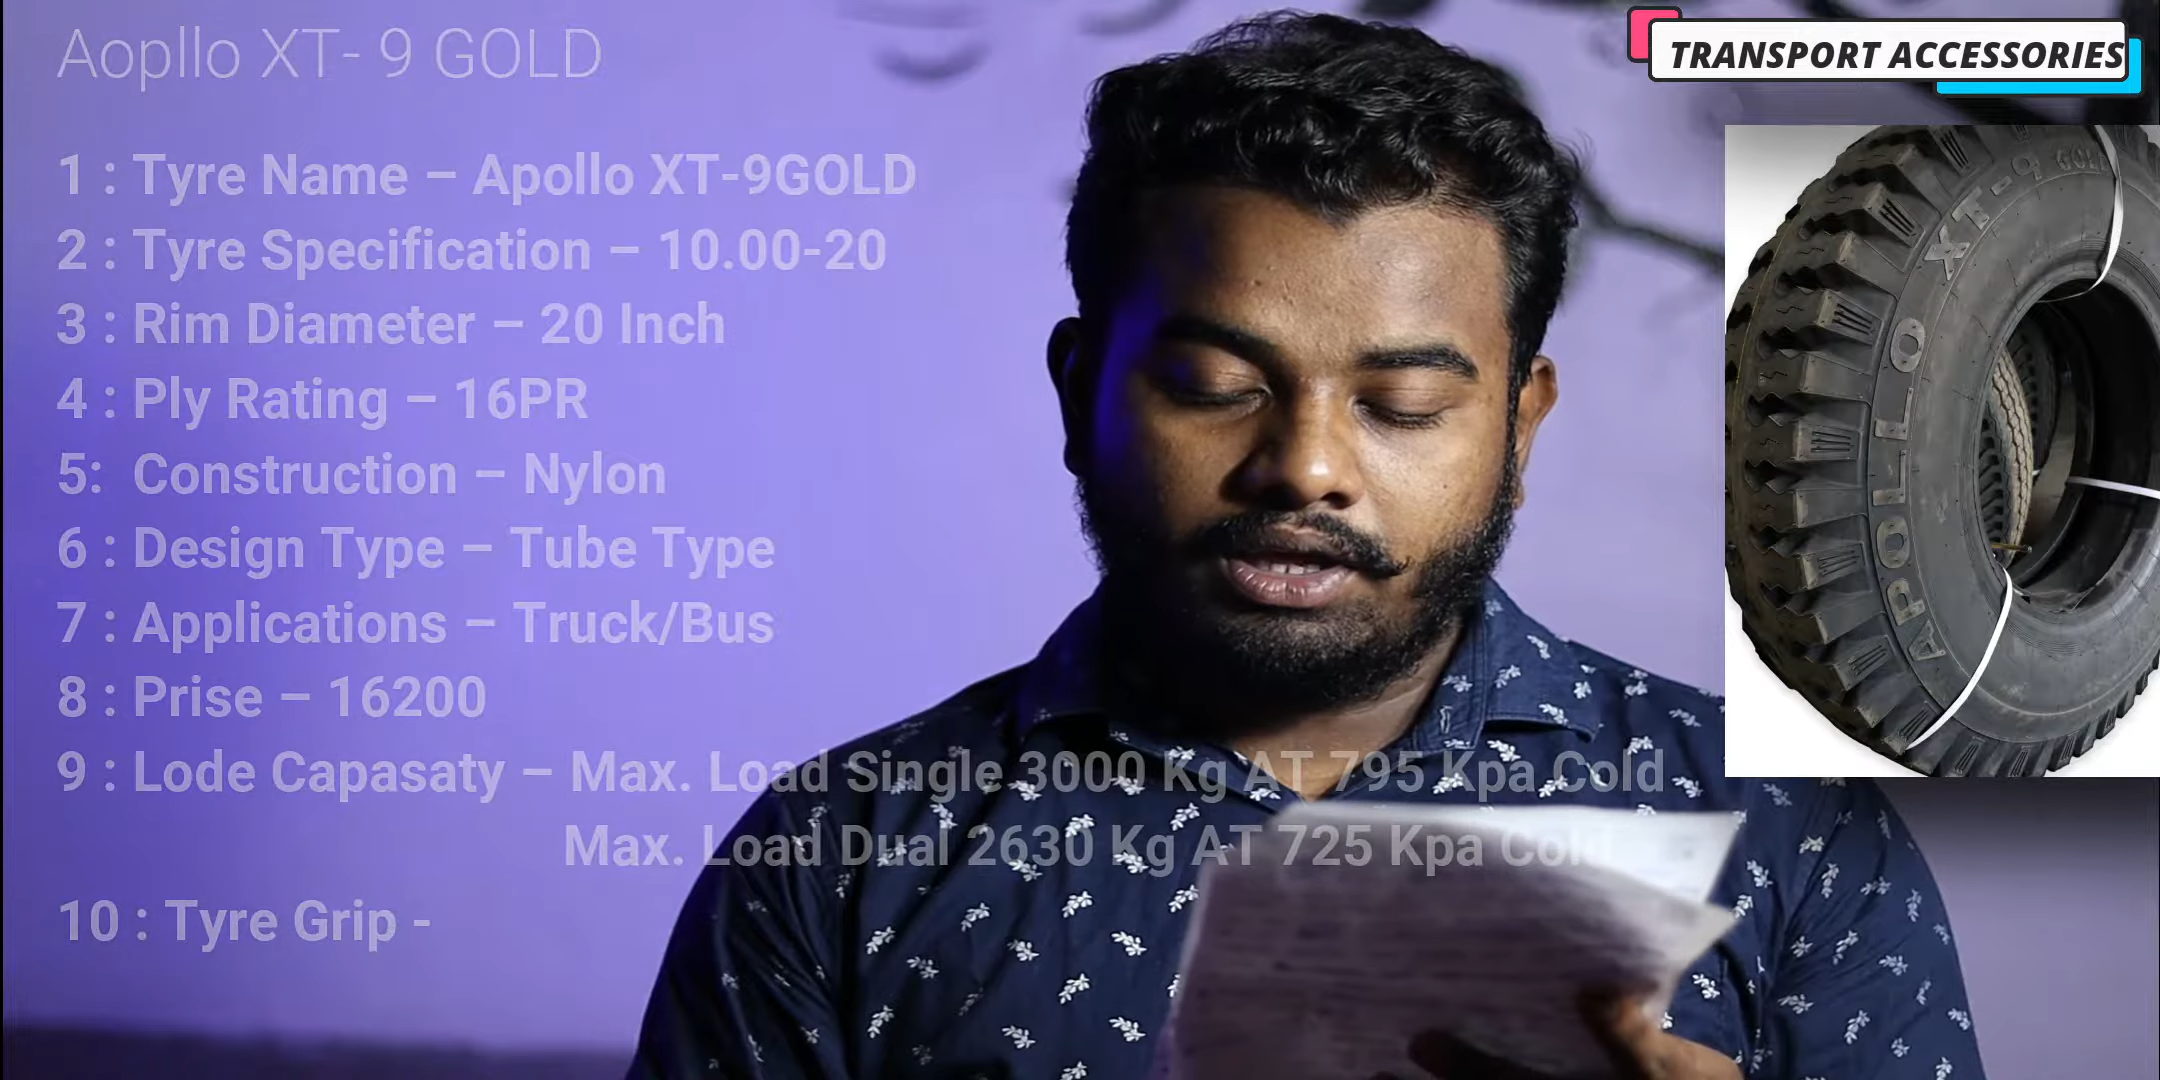 Aopllo XT- 9 GOLD
TRANSPORT ACCESSORIES
1 : Tyre Name – Apollo XT-9GOLD
2 : Tyre Specification – 10.00-20
3 : Rim Diameter – 20 Inch
4 : Ply Rating – 16PR
5: Construction – Nylon
6 : Design Type – Tube Type
7 : Applications – Truck/Bus
8 : Prise – 16200
9 : Lode Capasaty – Max. Load Single 3000 Kg AT 795 Kpa Cold
Max. Load Dual 2630 Kg AT 725 Kpa Cold
10 : Tyre Grip -
APOLLO XT-9 GOLD